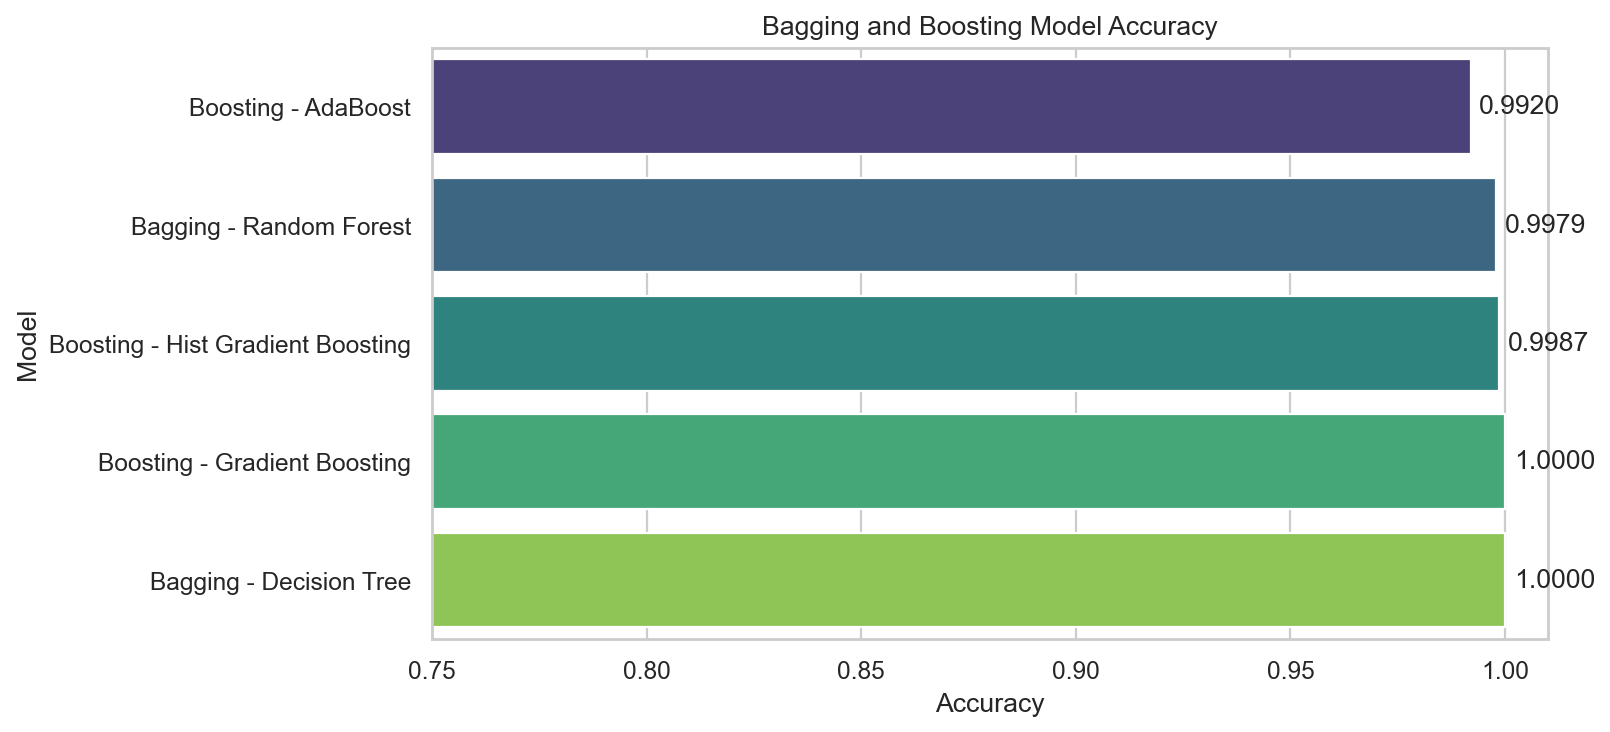 Bagging and Boosting Model Accuracy
Boosting - AdaBoost
0.9920
Bagging - Random Forest
0.9979
Boosting - Hist Gradient Boosting
0.9987
Boosting - Gradient Boosting
1.0000
Bagging - Decision Tree
1.0000
Model
0.75 0.80 0.85 0.90 0.95 1.00
Accuracy